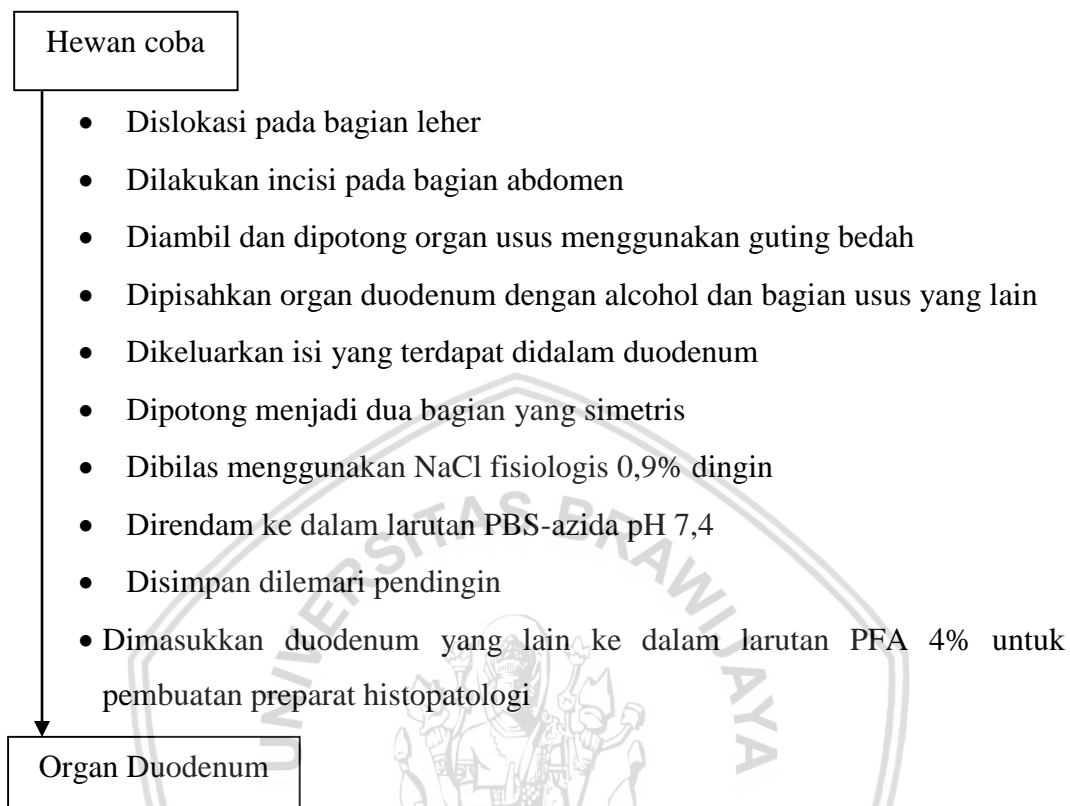 Hewan coba
• Dislokasi pada bagian leher
• Dilakukan incisi pada bagian abdomen
• Diambil dan dipotong organ usus menggunakan guting bedah
• Dipisahkan organ duodenum dengan alcohol dan bagian usus yang lain
• Dikeluarkan isi yang terdapat didalam duodenum
• Dipotong menjadi dua bagian yang simetris
• Dibilas menggunakan NaCl fisiologis 0,9% dingin
• Direndam ke dalam larutan PBS-azida pH 7,4
• Disimpan dilemari pendingin
• Dimasukkan duodenum yang lain ke dalam larutan PFA 4% untuk
pembuatan preparat histopatologi
Organ Duodenum
UNIVERSITAS BRAWIJAYA